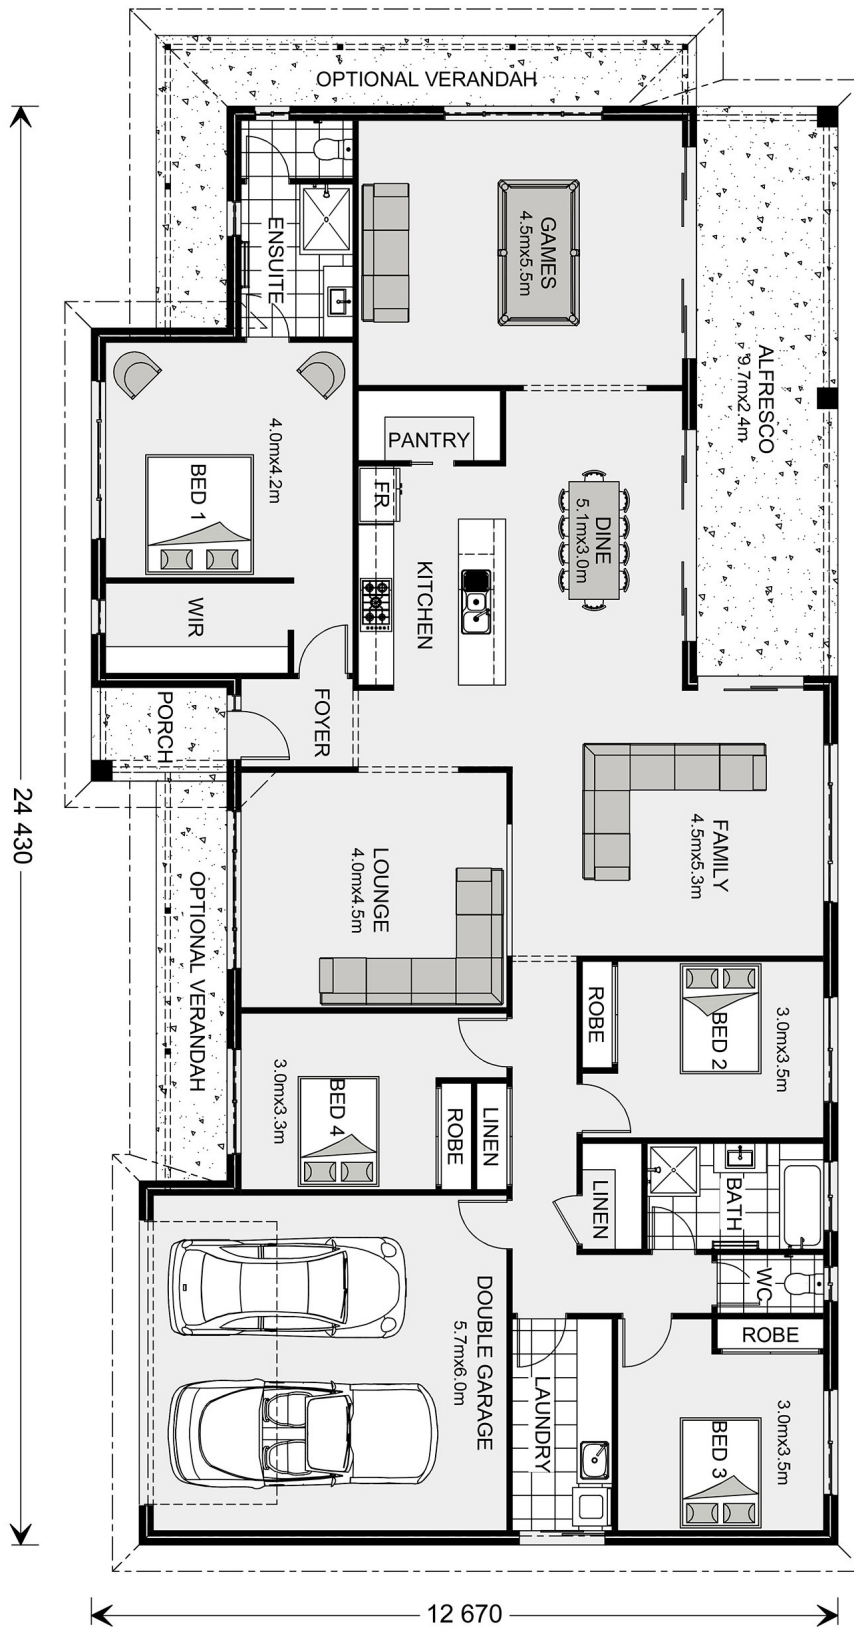 OPTIONAL VERANDAH
ENSUITE
GAMES
4.5mx5.5m
ALFRESCO
9.7mx2.4m
4.0mx4.2m
BED 1
PANTRY
FR
KITCHEN
DINE
5.1mx3.0m
WIR
PORCH
FOYER
24 430
LOUNGE
4.0mx4.5m
FAMILY
4.5mx5.3m
OPTIONAL VERANDAH
ROBE
BED 2
3.0mx3.5m
3.0mx3.3m
BED 4
ROBE
LINEN
LINEN
BATH
WC
DOUBLE GARAGE
5.7mx6.0m
ROBE
LAUNDRY
BED 3
3.0mx3.5m
12 670